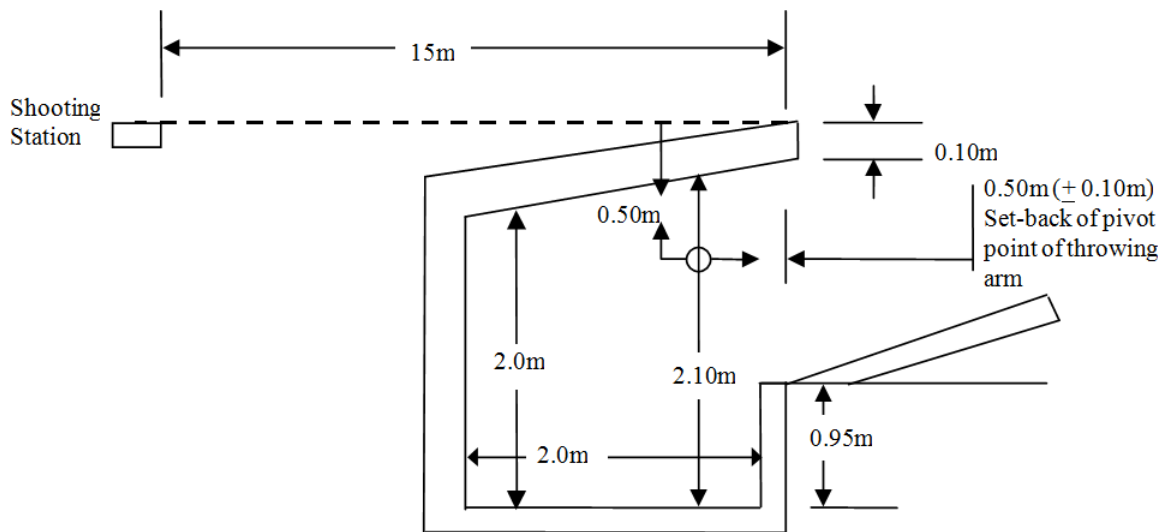 15m
Shooting
Station
0.10m
0.50m (± 0.10m)
Set-back of pivot
point of throwing
arm
0.50m
2.0m
2.10m
0.95m
2.0m